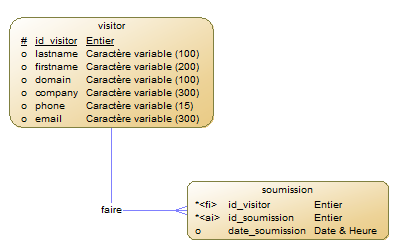 visitor
# id_visitor Entier
o lastname Caractère variable (100)
o firstname Caractère variable (200)
o domain Caractère variable (100)
o company Caractère variable (300)
o phone Caractère variable (15)
o email Caractère variable (300)
faire
soumission
*<fi> id_visitor Entier
*<ai> id_soumission Entier
o date_soumission Date & Heure